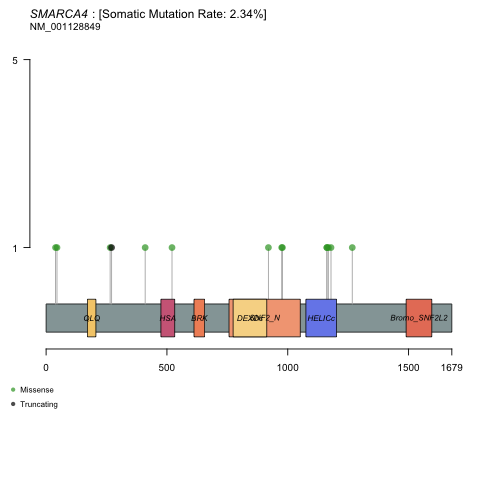 SMARCA4 : [Somatic Mutation Rate: 2.34%]
NM_001128849
5
1
QLQ
HSA
BRK
DEXDc
SNF2_N
HELICc
Bromo_SNF2L2
0 500 1000 1500 1679
Missense
Truncating